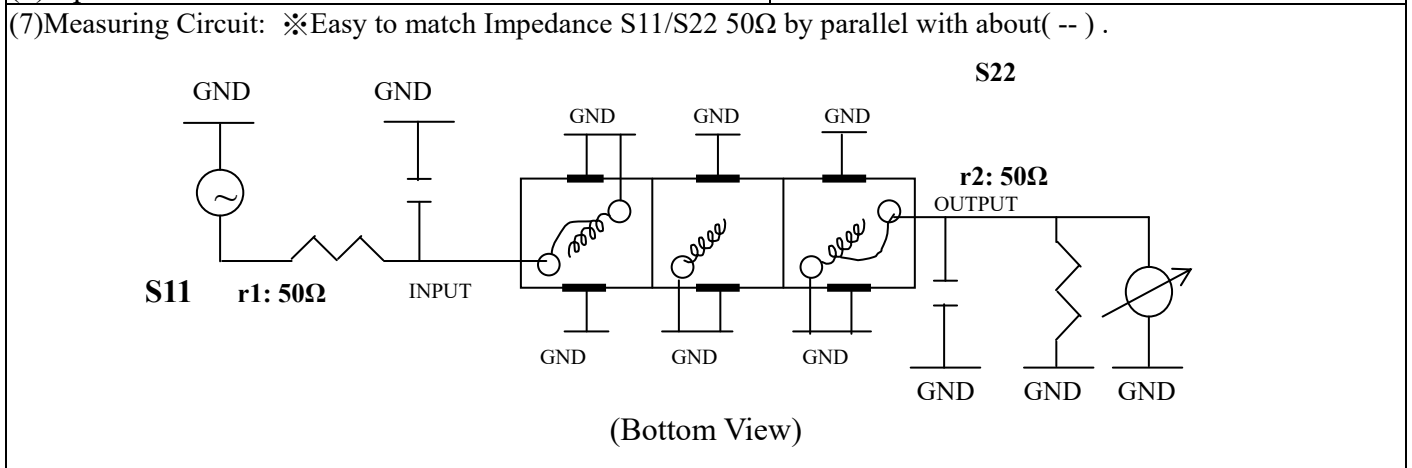 (7)Measuring Circuit: ※Easy to match Impedance S11/S22 50Ω by parallel with about( -- ) .
S22
GND GND
GND GND GND
r2: 50Ω
OUTPUT
S11 r1: 50Ω INPUT
GND GND GND
GND GND GND
(Bottom View)